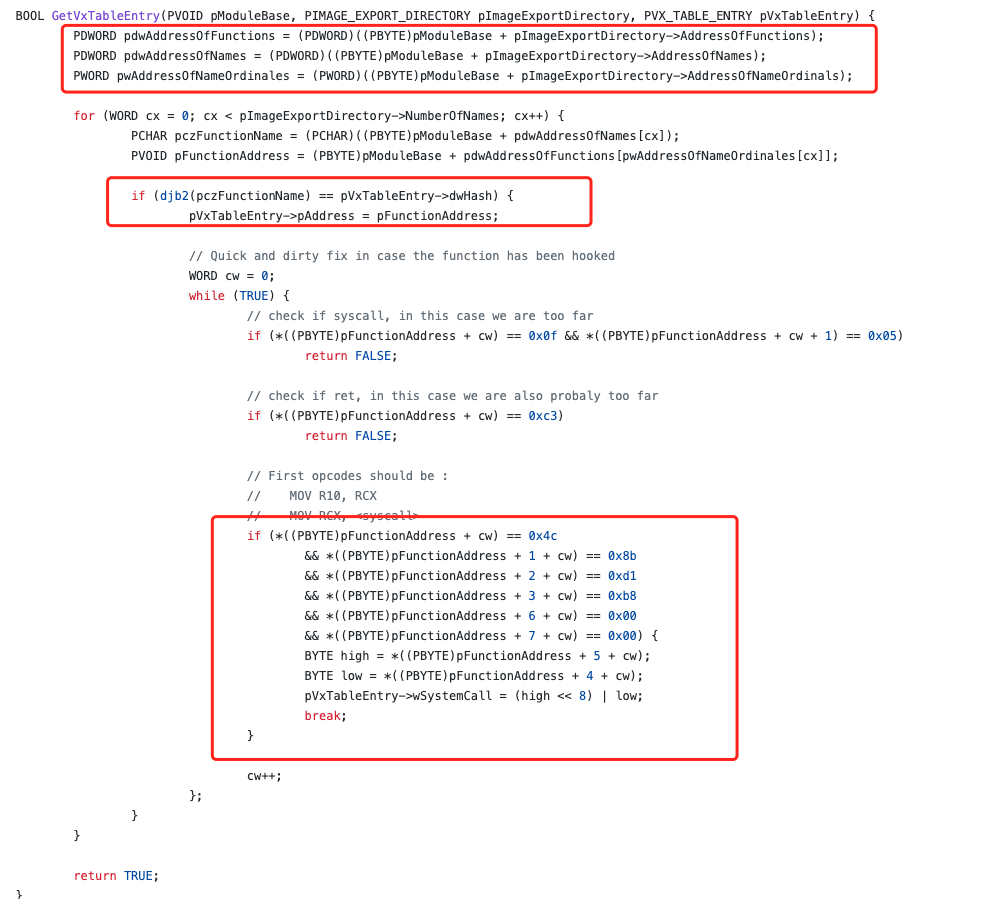 BOOL GetVxTableEntry(PVOID pModuleBase, PIMAGE_EXPORT_DIRECTORY pImageExportDirectory, PVX_TABLE_ENTRY pVxTableEntry) {
PDWORD pdwAddressOfFunctions = (PDWORD)((PBYTE)pModuleBase + pImageExportDirectory->AddressOfFunctions);
PDWORD pdwAddressOfNames = (PDWORD)((PBYTE)pModuleBase + pImageExportDirectory->AddressOfNames);
PWORD pwAddressOfNameOrdinales = (PWORD)((PBYTE)pModuleBase + pImageExportDirectory->AddressOfNameOrdinals);
for (WORD cx = 0; cx < pImageExportDirectory->NumberOfNames; cx++) {
PCHAR pczFunctionName = (PCHAR)((PBYTE)pModuleBase + pdwAddressOfNames[cx]);
PVOID pFunctionAddress = (PBYTE)pModuleBase + pdwAddressOfFunctions[pwAddressOfNameOrdinales[cx]];
if (djb2(pczFunctionName) == pVxTableEntry->dwHash) {
pVxTableEntry->pAddress = pFunctionAddress;
// Quick and dirty fix in case the function has been hooked
WORD cw = 0;
while (TRUE) {
// check if syscall, in this case we are too far
if (*((PBYTE)pFunctionAddress + cw) == 0x0f && *((PBYTE)pFunctionAddress + cw + 1) == 0x05)
return FALSE;
// check if ret, in this case we are also probaly too far
if (*((PBYTE)pFunctionAddress + cw) == 0xc3)
return FALSE;
// First opcodes should be :
// MOV R10, RCX
// MOV RCX, <syscall>
if (*((PBYTE)pFunctionAddress + cw) == 0x4c
&& *((PBYTE)pFunctionAddress + 1 + cw) == 0x8b
&& *((PBYTE)pFunctionAddress + 2 + cw) == 0xd1
&& *((PBYTE)pFunctionAddress + 3 + cw) == 0xb8
&& *((PBYTE)pFunctionAddress + 6 + cw) == 0x00
&& *((PBYTE)pFunctionAddress + 7 + cw) == 0x00) {
BYTE high = *((PBYTE)pFunctionAddress + 5 + cw);
BYTE low = *((PBYTE)pFunctionAddress + 4 + cw);
pVxTableEntry->wSystemCall = (high << 8) | low;
break;
}
cw++;
};
}
}
return TRUE;
}